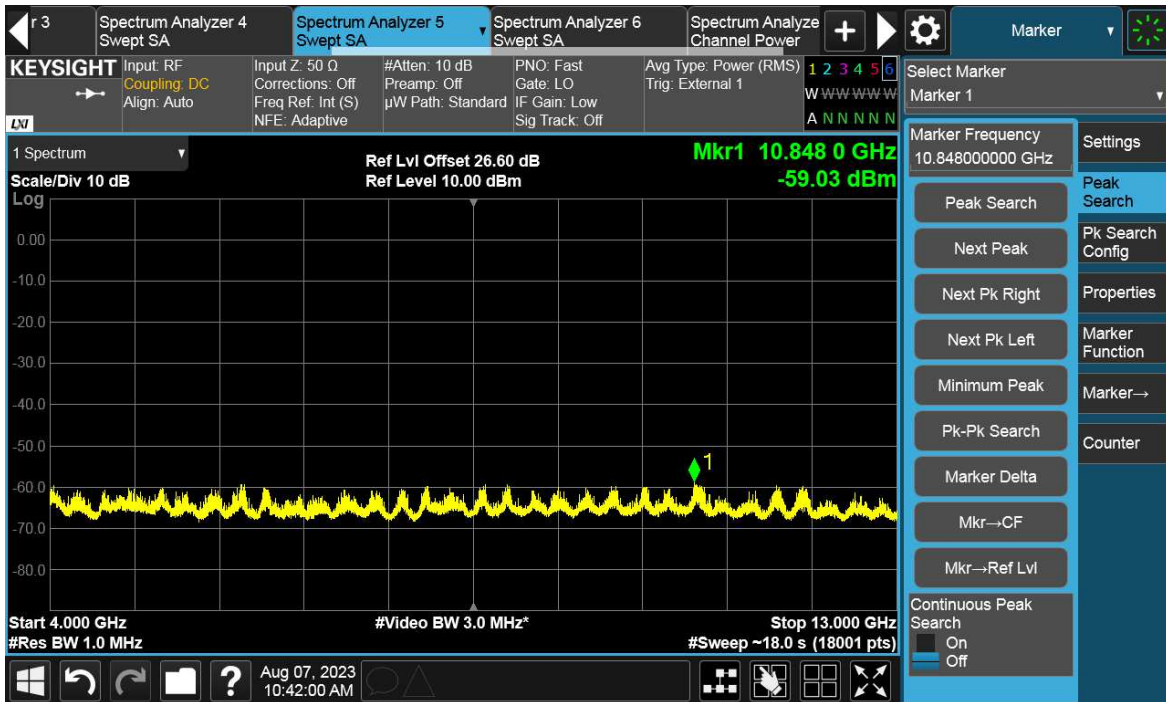 r 3
Spectrum Analyzer 4
Swept SA
Spectrum Analyzer 5
Swept SA
Spectrum Analyzer 6
Swept SA
Spectrum Analyze
Channel Power
Marker
KEYSIGHT
LXI
Input: RF
Coupling: DC
Align: Auto
Input Z: 50 Ω
Corrections: Off
Freq Ref: Int (S)
NFE: Adaptive
#Atten: 10 dB
Preamp: Off
µW Path: Standard
PNO: Fast
Gate: LO
IF Gain: Low
Sig Track: Off
Avg Type: Power (RMS)
Trig: External 1
1 2 3 4 5 6
W W W W W W
A N N N N N
Select Marker
Marker 1
1 Spectrum
Scale/Div 10 dB
Log
Ref Lvl Offset 26.60 dB
Ref Level 10.00 dBm
Mkr1 10.848 0 GHz
-59.03 dBm
0.00
-10.0
-20.0
-30.0
-40.0
-50.0
-60.0
-70.0
-80.0
1
Start 4.000 GHz
#Res BW 1.0 MHz
#Video BW 3.0 MHz*
Stop 13.000 GHz
#Sweep ~18.0 s (18001 pts)
Marker Frequency
10.848000000 GHz
Peak Search
Next Peak
Next Pk Right
Next Pk Left
Minimum Peak
Pk-Pk Search
Marker Delta
Mkr→CF
Mkr→Ref Lvl
Continuous Peak
Search
On
Off
Settings
Peak
Search
Pk Search
Config
Properties
Marker
Function
Marker→
Counter
?
Aug 07, 2023
10:42:00 AM